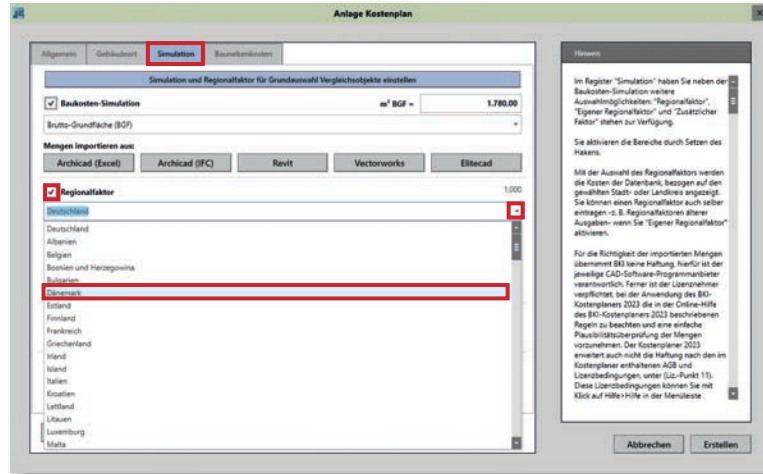 Anlage Kostenplan
Allgemein Gebäudeart Simulation Baunebenkosten
Simulation und Regionalfaktor für Grundauswahl Vergleichsobjekte einstellen
Baukosten-Simulation m² BGF = 1.780,00
Brutto-Grundfläche (BGF)
Mengen importieren aus:
Archicad (Excel) Archicad (IFC) Revit Vectorworks Elitecad
Regionalfaktor 1,000
Deutschland
Deutschland
Albanien
Belgien
Bosnien und Herzegowina
Bulgarien
Dänemark
Estland
Finnland
Frankreich
Griechenland
Irland
Island
Italien
Kroatien
Lettland
Litauen
Luxemburg
Malta
Hinweis
Im Register "Simulation" haben Sie neben der
Baukosten-Simulation weitere
Auswahlmöglichkeiten: "Regionalfaktor",
"Eigener Regionalfaktor" und "Zusätzlicher
Faktor" stehen zur Verfügung.
Sie aktivieren die Bereiche durch Setzen des
Hakens.
Mit der Auswahl des Regionalfaktors werden
die Kosten der Datenbank, bezogen auf den
gewählten Stadt- oder Landkreis angezeigt.
Sie können einen Regionalfaktor auch selber
eintragen -z. B. Regionalfaktoren älterer
Ausgaben- wenn Sie "Eigener Regionalfaktor"
aktivieren.
Für die Richtigkeit der importierten Mengen
übernimmt BKI keine Haftung, hierfür ist der
jeweilige CAD-Software-Programmanbieter
verantwortlich. Ferner ist der Lizenznehmer
verpflichtet, bei der Anwendung des BKI-
Kostenplaners 2023 die in der Online-Hilfe
des BKI-Kostenplaners 2023 beschriebenen
Regeln zu beachten und eine einfache
Plausibilitätsüberprüfung der Mengen
vorzunehmen. Der Kostenplaner 2023
erweitert auch nicht die Haftung nach den im
Kostenplaner enthaltenen AGB und
Lizenzbedingungen, unter (Liz.-Punkt 11).
Diese Lizenzbedingungen können Sie mit
Klick auf Hilfe>Hilfe in der Menüleiste
Abbrechen Erstellen